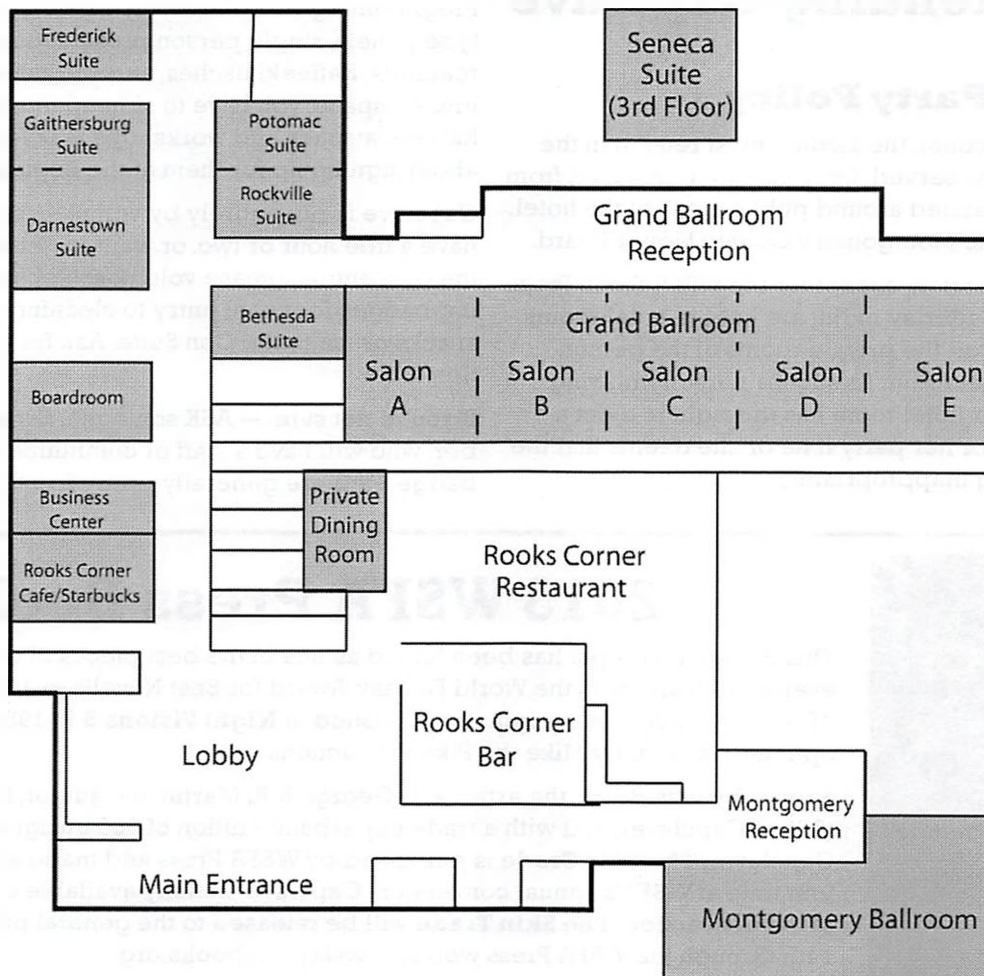 Frederick
Suite
Gaithersburg
Suite
Darnestown
Suite
Boardroom
Business
Center
Rooks Corner
Cafe/Starbucks
Potomac
Suite
Rockville
Suite
Bethesda
Suite
Private
Dining
Room
Seneca
Suite
(3rd Floor)
Grand Ballroom
Reception
Grand Ballroom
Salon
A
Salon
B
Salon
C
Salon
D
Salon
E
Rooks Corner
Restaurant
Rooks Corner
Bar
Lobby
Main Entrance
Montgomery
Reception
Montgomery Ballroom